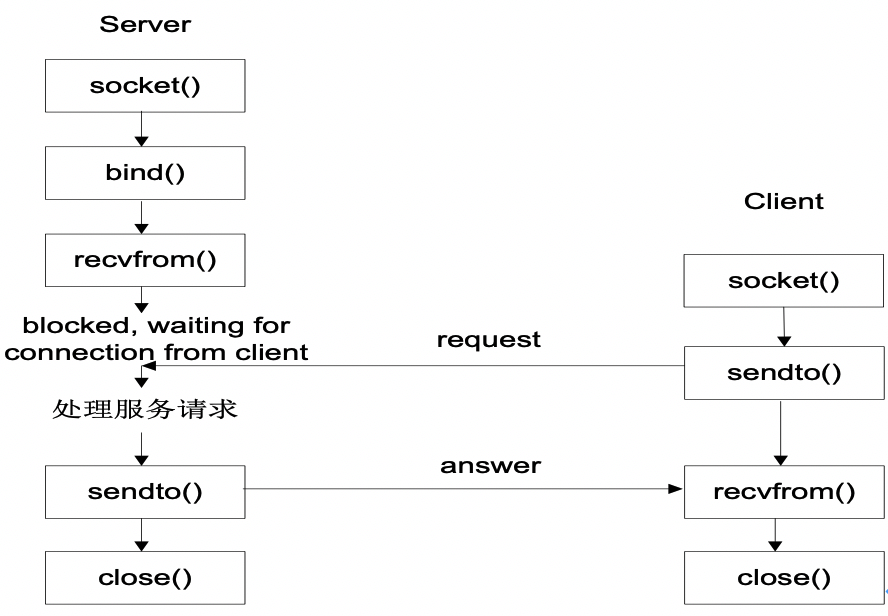 Server
socket()
bind()
recvfrom()
blocked, waiting for
connection from client
处理服务请求
sendto()
close()
request
answer
Client
socket()
sendto()
recvfrom()
close()